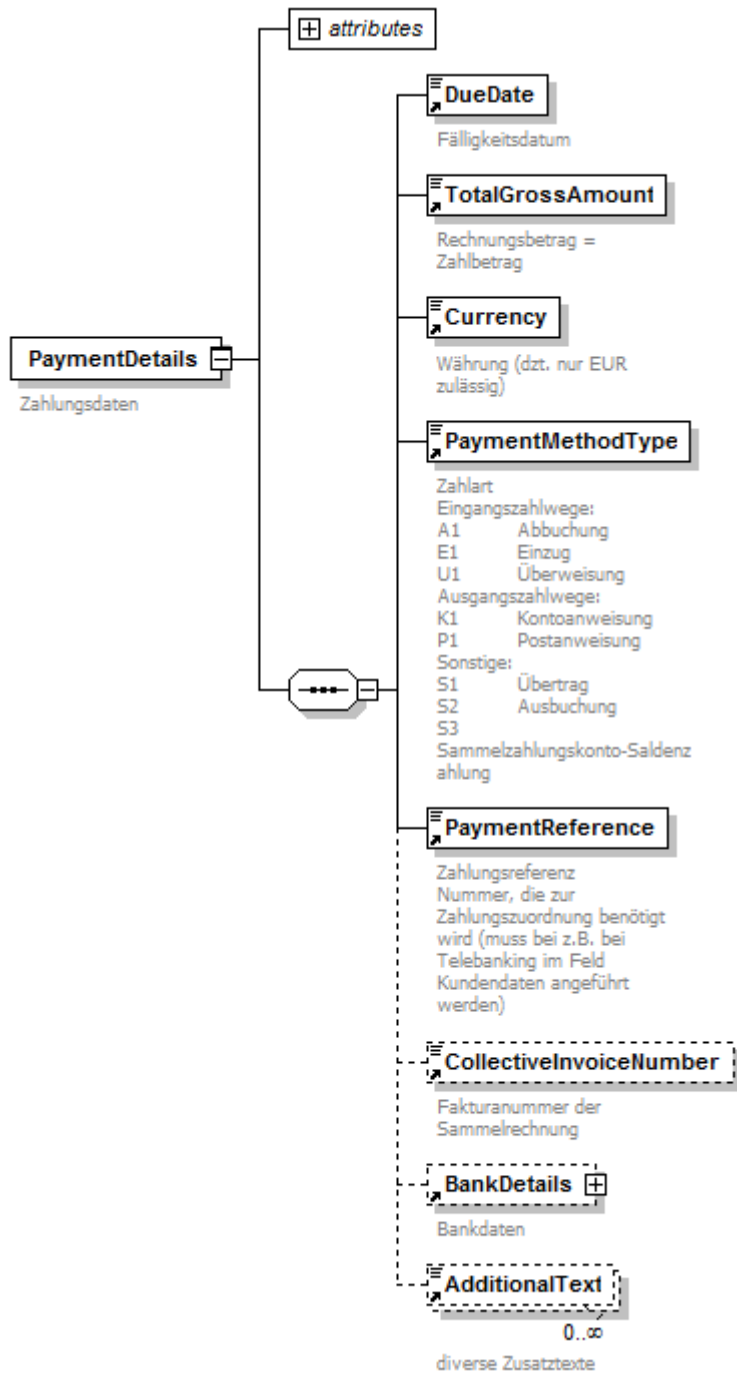 attributes
DueDate
Fälligkeitsdatum
TotalGrossAmount
Rechnungsbetrag =
Zahlbetrag
Currency
Währung (dzt. nur EUR
zulässig)
PaymentDetails
Zahlungsdaten
PaymentMethodType
Zahlart
Eingangszahlwege:
A1 Abbuchung
E1 Einzug
U1 Überweisung
Ausgangszahlwege:
K1 Kontoanweisung
P1 Postanweisung
Sonstige:
S1 Übertrag
S2 Ausbuchung
S3
Sammelzahlungskonto-Saldenz
ahlung
PaymentReference
Zahlungsreferenz
Nummer, die zur
Zahlungszuordnung benötigt
wird (muss bei z.B. bei
Telebanking im Feld
Kundendaten angeführt
werden)
CollectiveInvoiceNumber
Fakturanummer der
Sammelrechnung
BankDetails
Bankdaten
AdditionalText
0..∞
diverse Zusatztexte